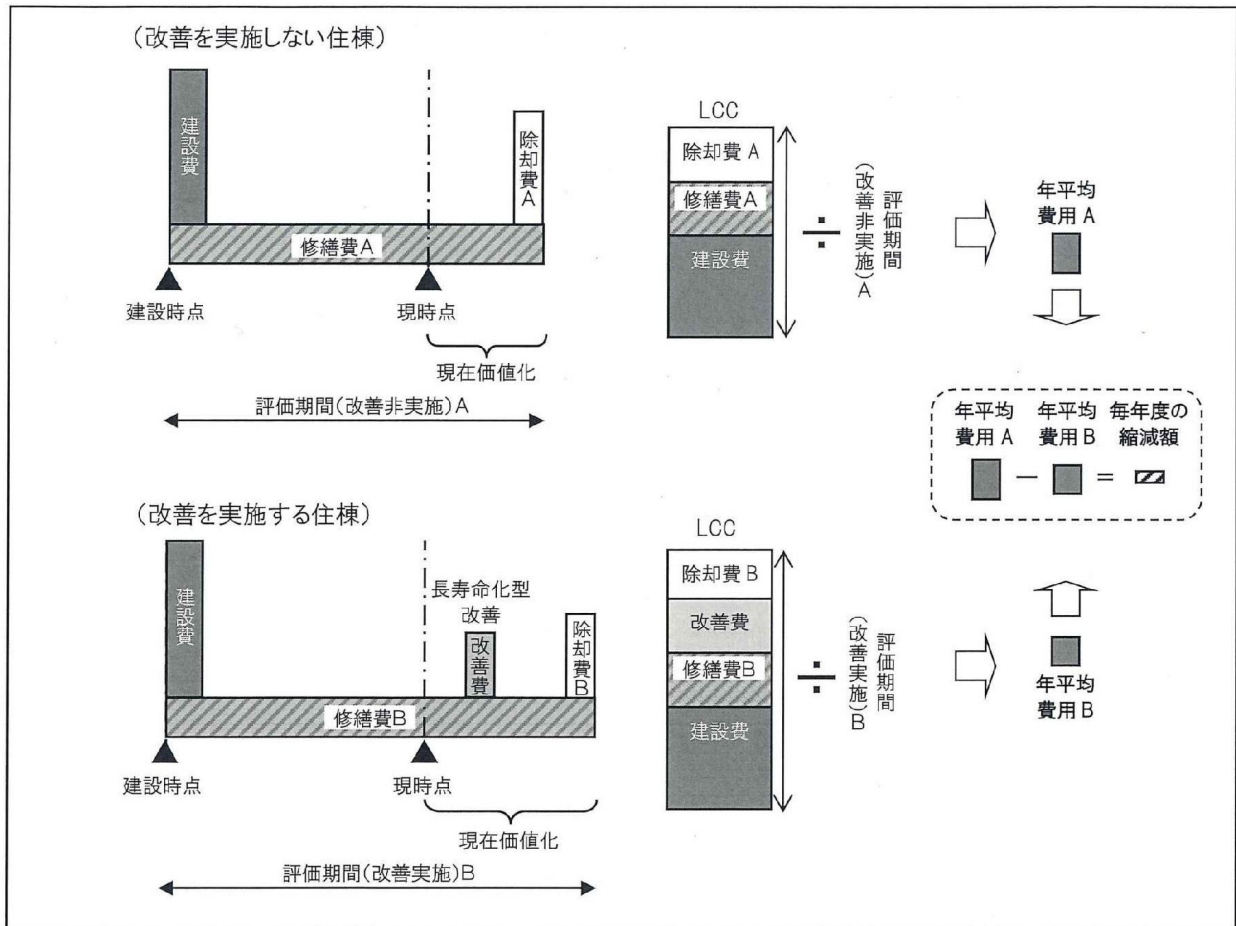 (改善を実施しない住棟)
建設費
修繕費A
除却費A
建設時点
現時点
現在価値化
評価期間(改善非実施)A
LCC
除却費A
修繕費A
建設費
÷
評価期間
(改善非実施)A
年平均
費用A
年平均 年平均 毎年度の
費用A 費用B 縮減額
- =
(改善を実施する住棟)
建設費
長寿命化型
改善
改善費
除却費B
修繕費B
建設時点
現時点
現在価値化
評価期間(改善実施)B
LCC
除却費B
改善費
修繕費B
建設費
÷
評価期間
(改善実施)B
年平均
費用B